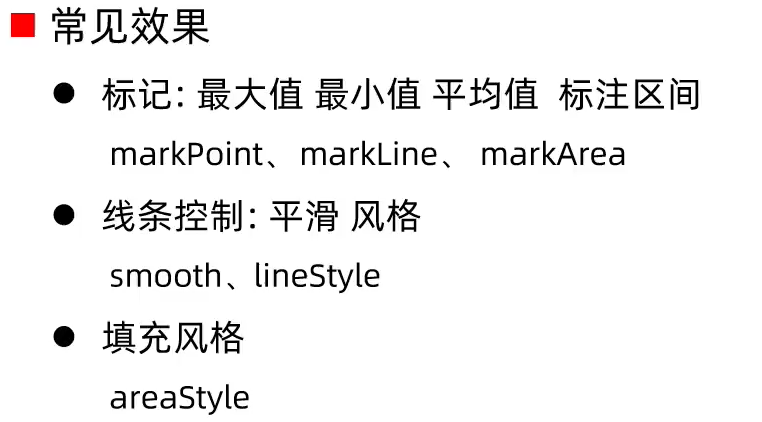 常见效果
标记: 最大值 最小值 平均值 标注区间
markPoint、markLine、 markArea
线条控制: 平滑 风格
smooth、lineStyle
填充风格
areaStyle